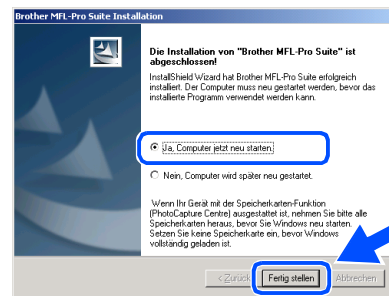 Brother MFL-Pro Suite Installation
Die Installation von "Brother MFL-Pro Suite" ist
abgeschlossen!
InstallShield Wizard hat Brother MFL-Pro Suite erfolgreich
installiert. Der Computer muss neu gestartet werden, bevor das
installierte Programm verwendet werden kann.
Ja, Computer jetzt neu starten.
Nein, Computer wird später neu gestartet.
Wenn Ihr Gerät mit der Speicherkarten-Funktion
(PhotoCapture Centre) ausgestattet ist, nehmen Sie bitte alle
Speicherkarten heraus, bevor Sie Windows neu starten.
Setzen Sie keine Speicherkarte ein, bevor Windows
vollständig geladen ist.
< Zurück Fertig stellen Abbrechen